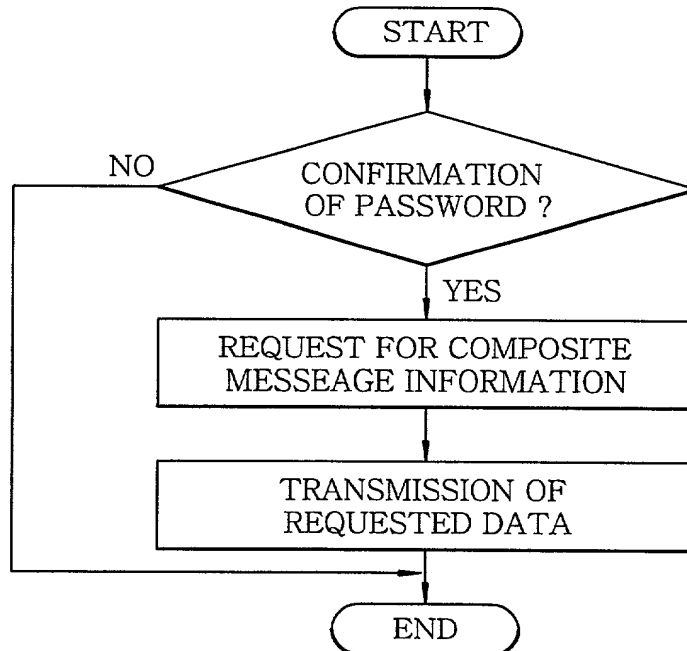 START
NO
CONFIRMATION
OF PASSWORD ?
YES
REQUEST FOR COMPOSITE
MESSEAGE INFORMATION
TRANSMISSION OF
REQUESTED DATA
END